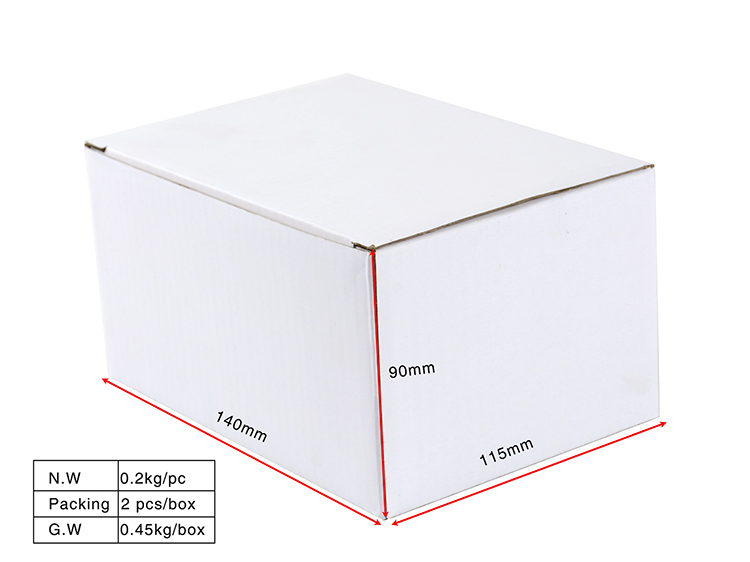 90mm
140mm
115mm
N.W 0.2kg/pc
Packing 2 pcs/box
G.W 0.45kg/box